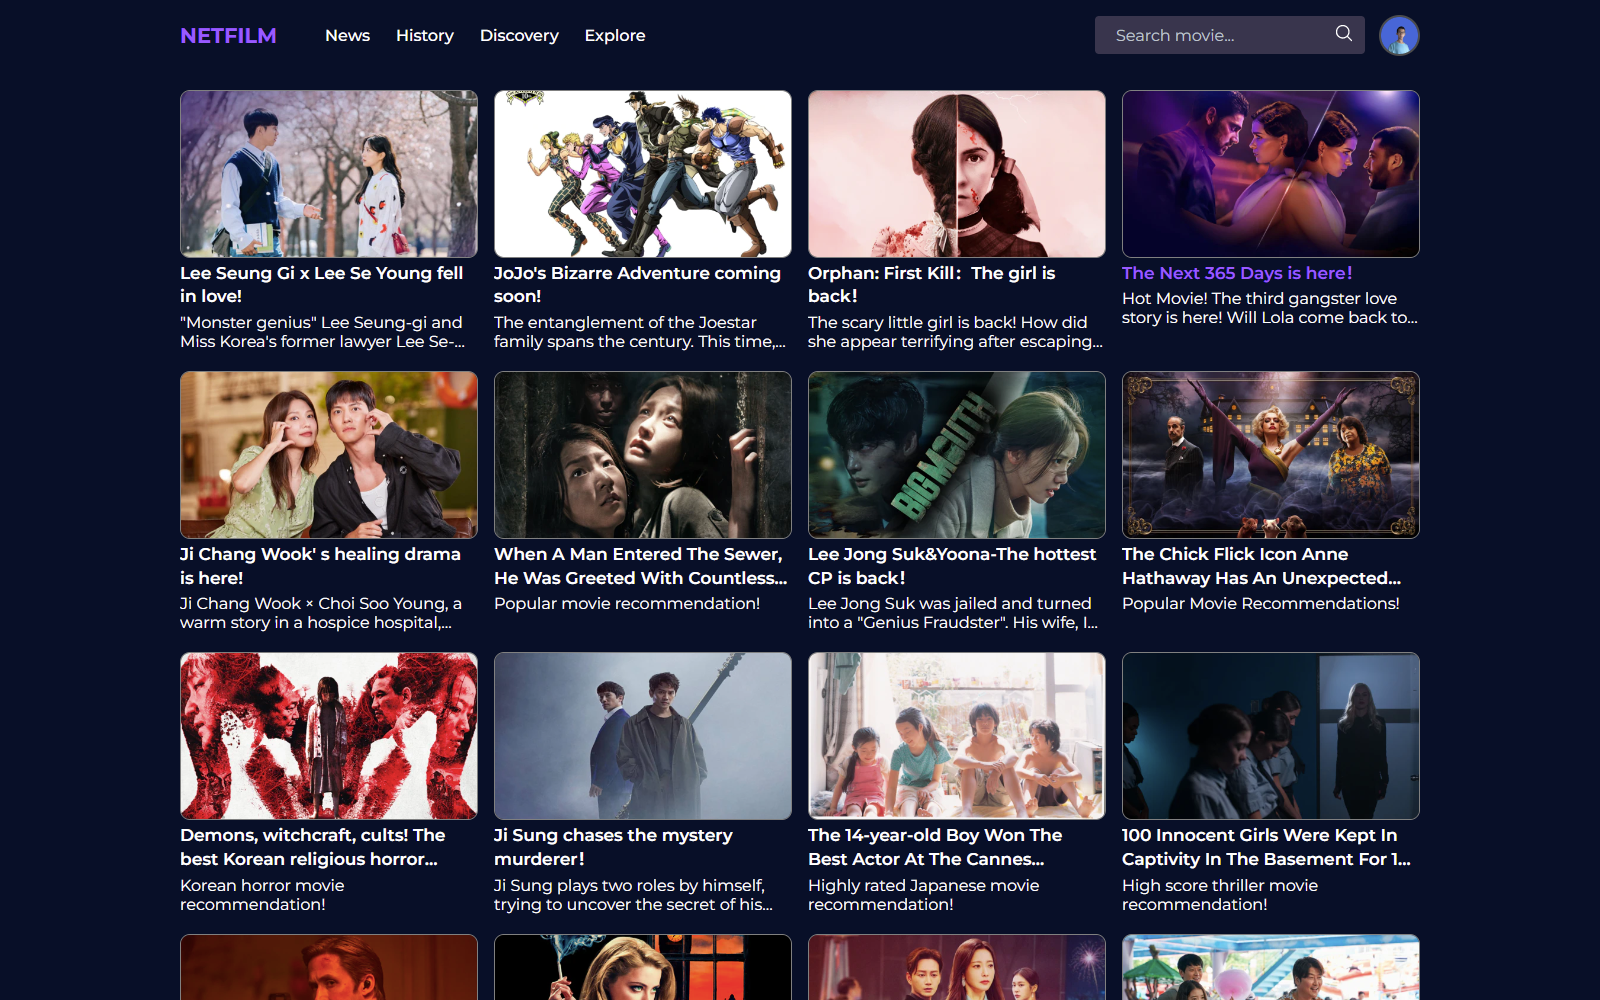 NETFILM
News
History
Discovery
Explore
Search movie...
Lee Seung Gi x Lee Se Young fell
in love!
"Monster genius" Lee Seung-gi and
Miss Korea's former lawyer Lee Se-...
JoJo's Bizarre Adventure coming
soon!
The entanglement of the Joestar
family spans the century. This time,...
Orphan: First Kill：The girl is
back！
The scary little girl is back! How did
she appear terrifying after escaping...
The Next 365 Days is here！
Hot Movie! The third gangster love
story is here! Will Lola come back to...
BIGMOUTH
Ji Chang Wook' s healing drama
is here!
Ji Chang Wook × Choi Soo Young, a
warm story in a hospice hospital,...
When A Man Entered The Sewer,
He Was Greeted With Countless...
Popular movie recommendation!
Lee Jong Suk&Yoona-The hottest
CP is back！
Lee Jong Suk was jailed and turned
into a "Genius Fraudster". His wife, I...
The Chick Flick Icon Anne
Hathaway Has An Unexpected...
Popular Movie Recommendations!
Demons, witchcraft, cults! The
best Korean religious horror...
Korean horror movie
recommendation!
Ji Sung chases the mystery
murderer！
Ji Sung plays two roles by himself,
trying to uncover the secret of his...
The 14-year-old Boy Won The
Best Actor At The Cannes...
Highly rated Japanese movie
recommendation!
100 Innocent Girls Were Kept In
Captivity In The Basement For 1...
High score thriller movie
recommendation!